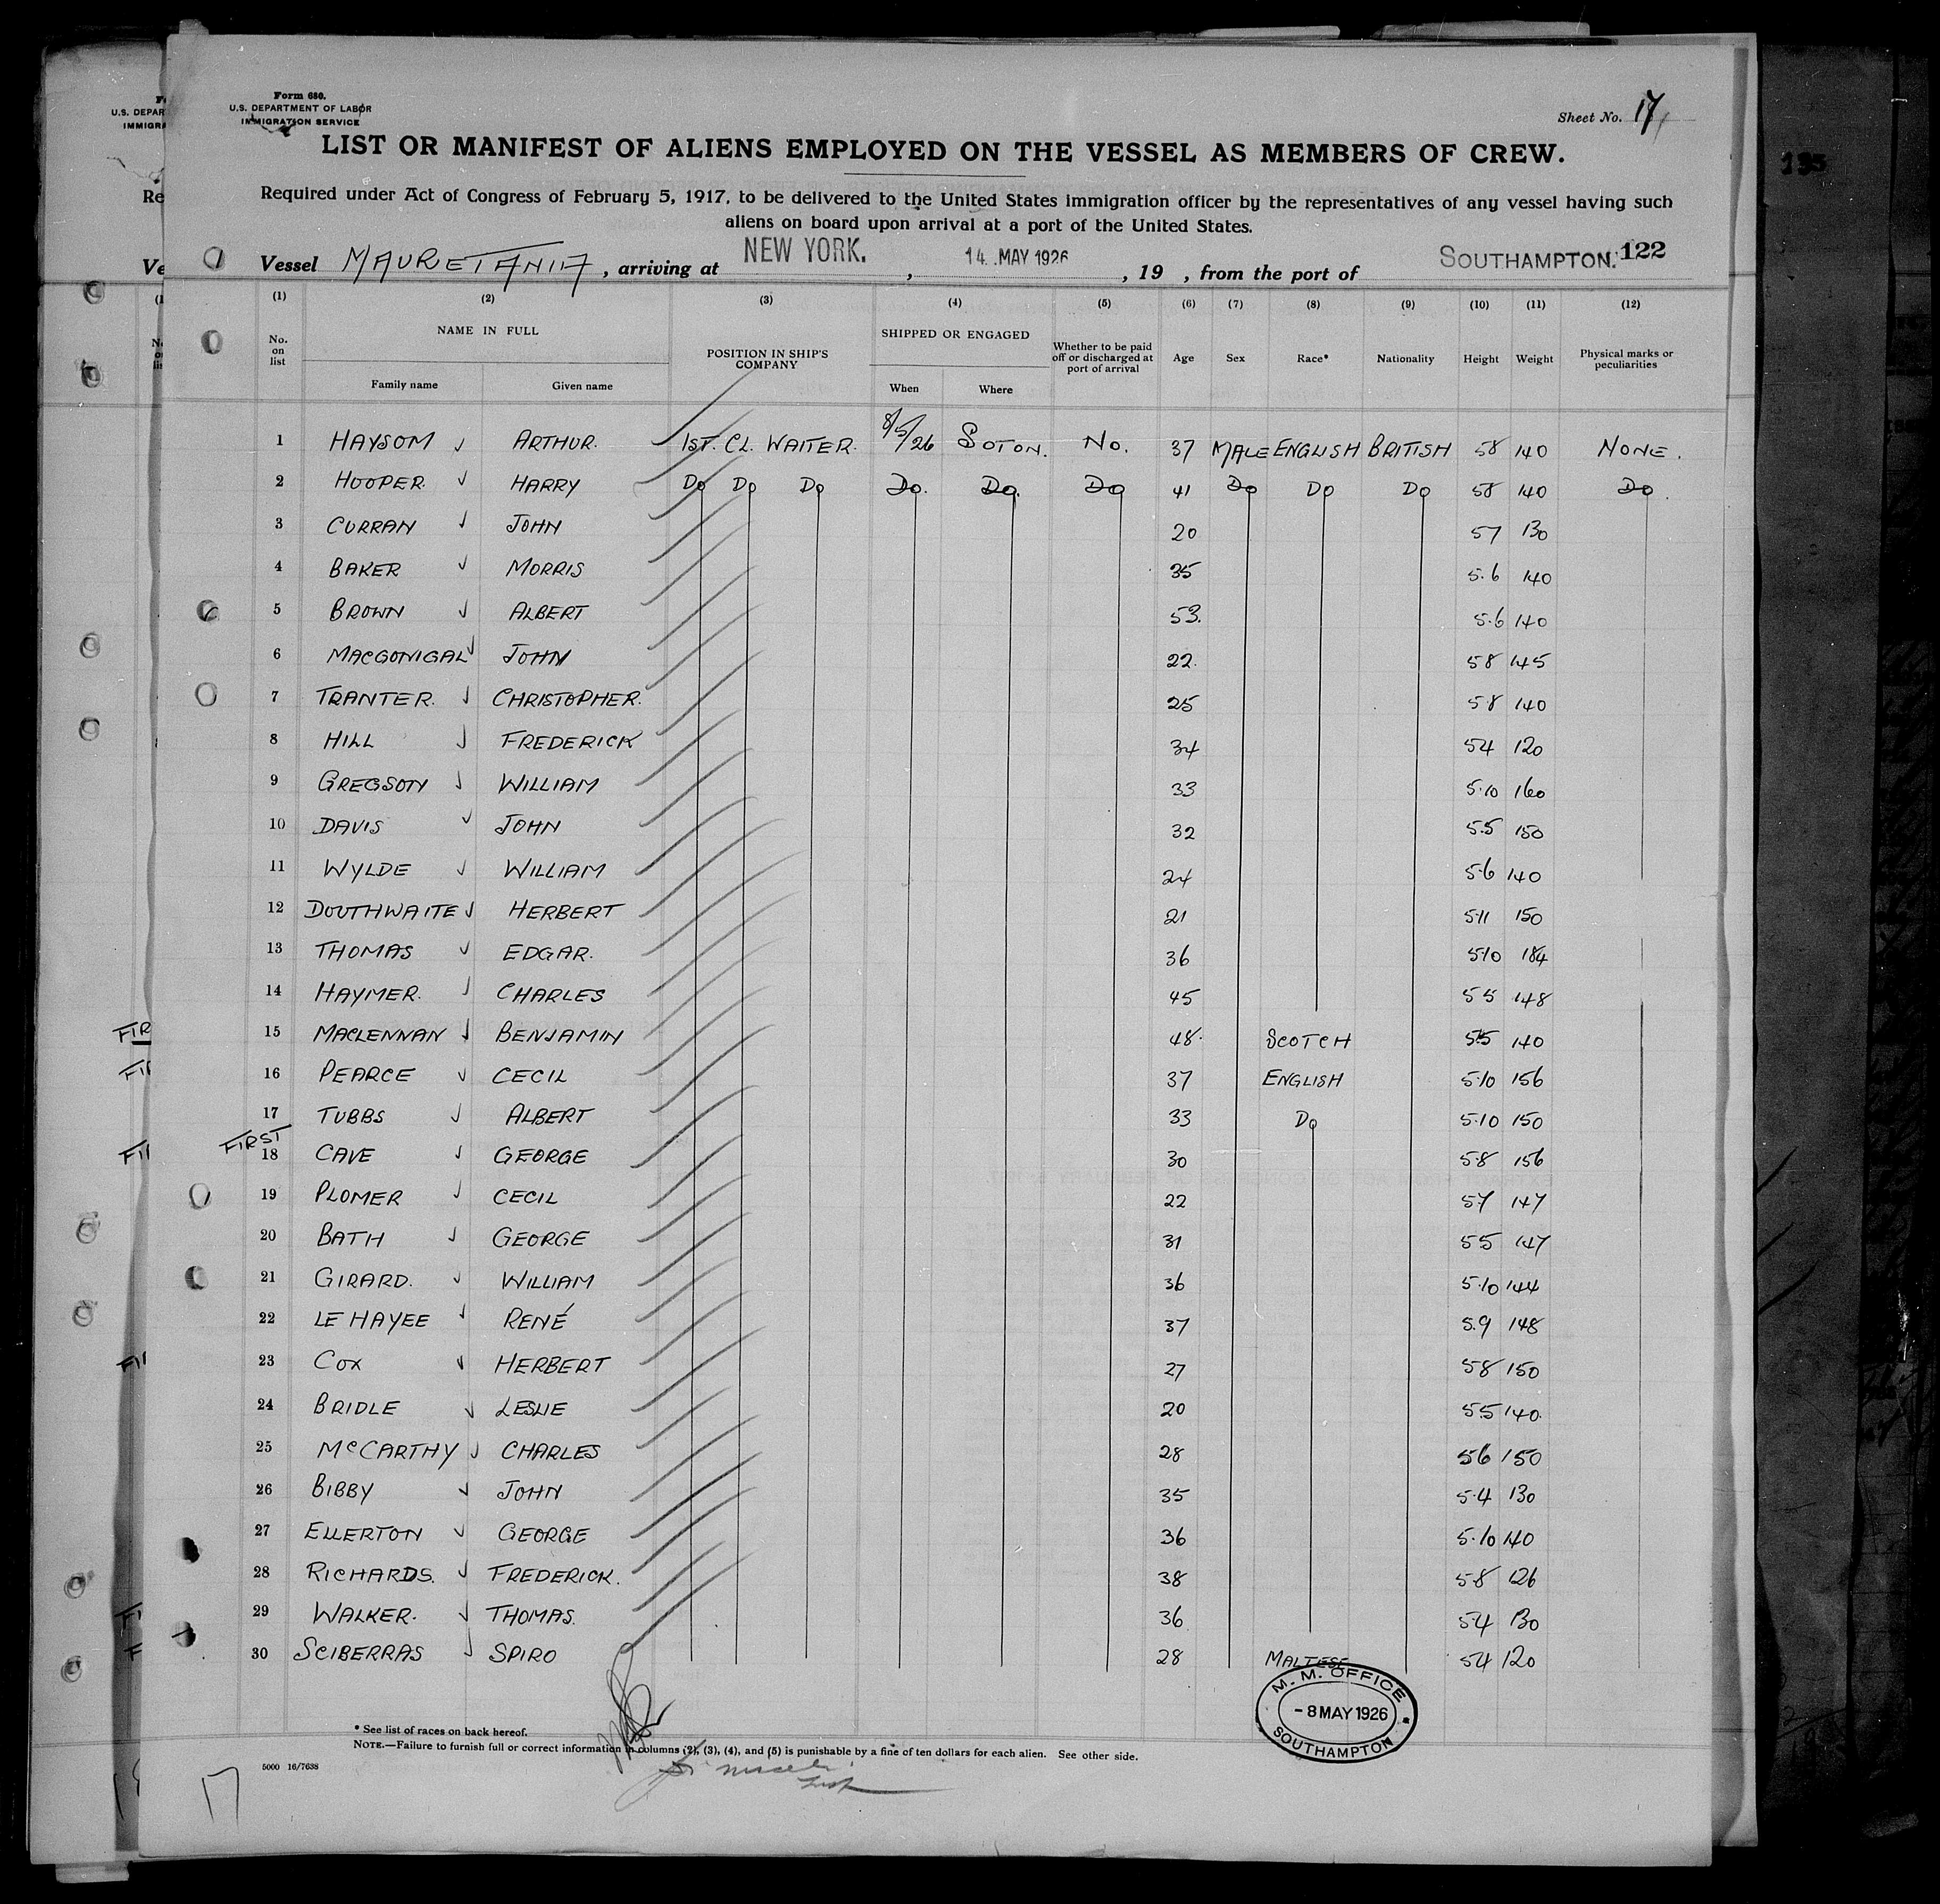 Form 680.
U.S. DEPARTMENT OF LABOR
IMMIGRATION SERVICE
Sheet No. 17
LIST OR MANIFEST OF ALIENS EMPLOYED ON THE VESSEL AS MEMBERS OF CREW.
Required under Act of Congress of February 5, 1917, to be delivered to the United States immigration officer by the representatives of any vessel having such
aliens on board upon arrival at a port of the United States.
Vessel MAURETANIA, arriving at NEW YORK. , 14 MAY 1926 , 19 , from the port of SOUTHAMPTON. 122
(1) (2) (3) (4) (5) (6) (7) (8) (9) (10) (11) (12)
No. on list NAME IN FULL Family name Given name POSITION IN SHIP'S COMPANY SHIPPED OR ENGAGED When Where Whether to be paid off or discharged at port of arrival Age Sex Race* Nationality Height Weight Physical marks or peculiarities
1 HAYSOM ARTHUR. 1ST. CL. WAITER. 8/5/26 SOTON. NO. 37 MALE ENGLISH BRITISH 58 140 NONE.
2 HOOPER. HARRY DO DO DO DO. DO. DO 41 DO DO DO 58 140 DO.
3 CURRAN JOHN 20 57 130
4 BAKER MORRIS 35 5.6 140
5 BROWN ALBERT 53. 5.6 140
6 MACGONIGAL JOHN 22. 58 145
7 TRANTER. CHRISTOPHER. 25 5.8 140
8 HILL FREDERICK 34 54 120
9 GREGSON WILLIAM 33 5.10 160
10 DAVIS JOHN 32 5.5 150
11 WYLDE WILLIAM 24 5.6 140
12 DOUTHWAITE HERBERT 21 5.11 150
13 THOMAS EDGAR. 36 5.10 184
14 HAYMER. CHARLES 45 55 148
15 MACLENNAN BENJAMIN 48. SCOTCH 5.5 140
16 PEARCE CECIL 37 ENGLISH 5.10 156
17 TUBBS ALBERT 33 DO 5.10 150
FIRST 18 CAVE GEORGE 30 5.8 156
19 PLOMER CECIL 22 57 147
20 BATH GEORGE 31 55 147
21 GIRARD. WILLIAM 36 5.10 144
22 LE HAYEE RENÉ 37 5.9 148
23 COX HERBERT 27 58 150
24 BRIDLE LESLIE 20 5.5 140.
25 McCARTHY CHARLES 28 56 150
26 BIBBY JOHN 35 5.4 130
27 ELLERTON GEORGE 36 5.10 140
28 RICHARDS. FREDERICK. 38 5.8 126
29 WALKER. THOMAS. 36 54 130
30 SCIBERRAS SPIRO 28 MALTESE 54 120
M. M. OFFICE
-8 MAY 1926
SOUTHAMPTON
* See list of races on back hereof.
NOTE.—Failure to furnish full or correct information in columns (2), (3), (4), and (5) is punishable by a fine of ten dollars for each alien. See other side.
5000 16/7638
17